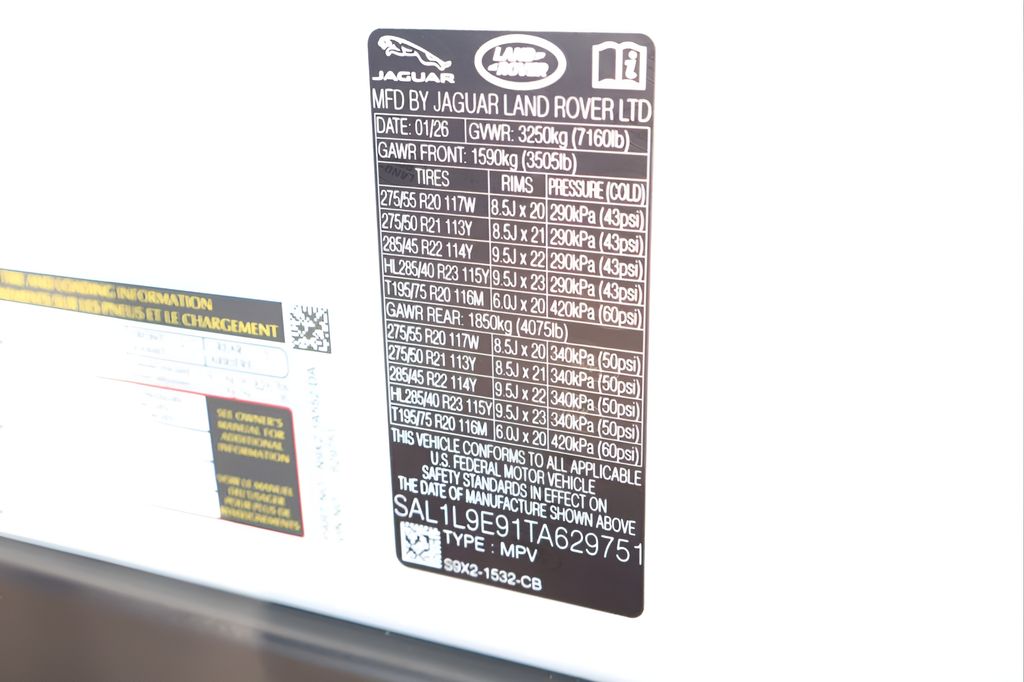 JAGUAR
LAND-
-ROVER
MFD BY JAGUAR LAND ROVER LTD
DATE: 01/26 GVWR: 3250kg (7160lb)
GAWR FRONT: 1590kg (3505lb)
TIRES RIMS PRESSURE (COLD)
275/55 R20 117W 8.5J x 20 290kPa (43psi)
275/50 R21 113Y 8.5J x 21 290kPa (43psi)
285/45 R22 114Y 9.5J x 22 290kPa (43psi)
HL285/40 R23 115Y 9.5J x 23 290kPa (43psi)
T195/75 R20 116M 6.0J x 20 420kPa (60psi)
GAWR REAR: 1850kg (4075lb)
275/55 R20 117W 8.5J x 20 340kPa (50psi)
275/50 R21 113Y 8.5J x 21 340kPa (50psi)
285/45 R22 114Y 9.5J x 22 340kPa (50psi)
HL285/40 R23 115Y 9.5J x 23 340kPa (50psi)
T195/75 R20 116M 6.0J x 20 420kPa (60psi)
THIS VEHICLE CONFORMS TO ALL APPLICABLE
U.S. FEDERAL MOTOR VEHICLE
SAFETY STANDARDS IN EFFECT ON
THE DATE OF MANUFACTURE SHOWN ABOVE
SAL1L9E91TA629751
TYPE : MPV
S9X2-1532-CB
TIRE AND LOADING INFORMATION
SUR LES PNEUS ET LE CHARGEMENT
SEE OWNER'S
MANUAL FOR
ADDITIONAL
INFORMATION